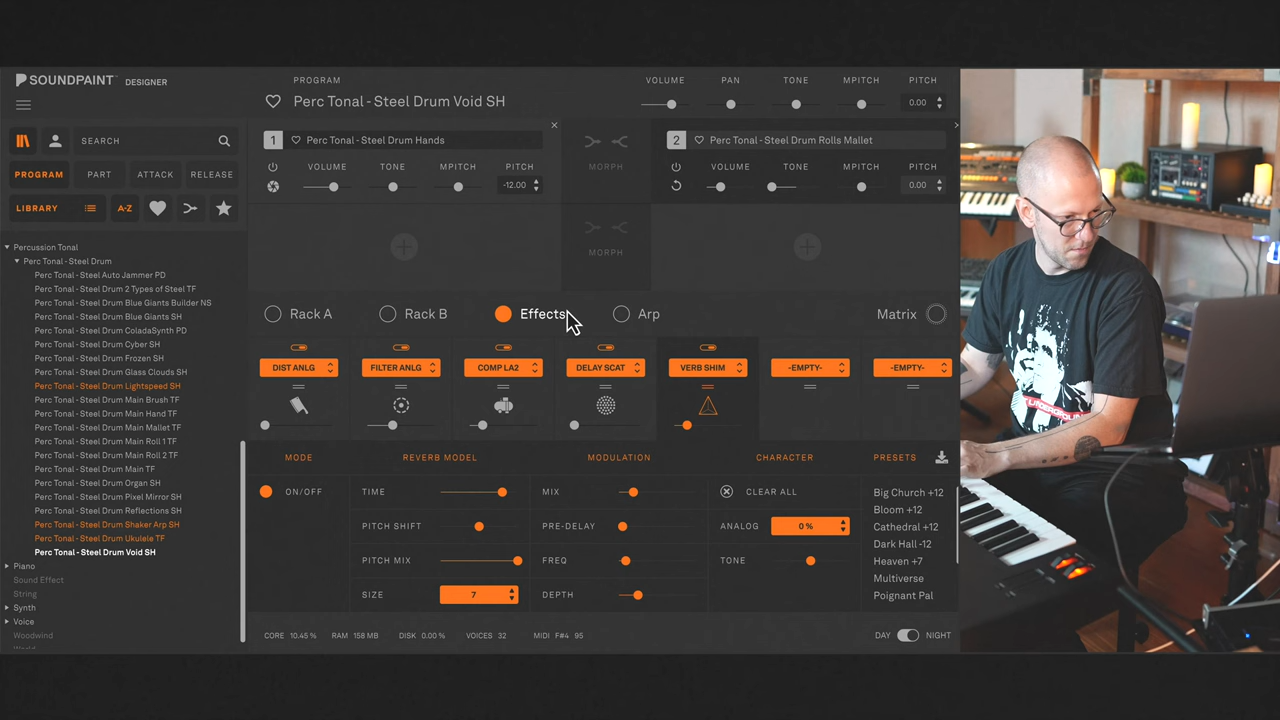 SOUNDPAINT™ DESIGNER
SEARCH
PROGRAM PART ATTACK RELEASE
LIBRARY A-Z
Percussion Tonal
Perc Tonal - Steel Drum
Perc Tonal - Steel Auto Jammer PD
Perc Tonal - Steel Drum 2 Types of Steel TF
Perc Tonal - Steel Drum Blue Giants Builder NS
Perc Tonal - Steel Drum Blue Giants SH
Perc Tonal - Steel Drum ColadaSynth PD
Perc Tonal - Steel Drum Cyber SH
Perc Tonal - Steel Drum Frozen SH
Perc Tonal - Steel Drum Glass Clouds SH
Perc Tonal - Steel Drum Lightspeed SH
Perc Tonal - Steel Drum Main Brush TF
Perc Tonal - Steel Drum Main Hand TF
Perc Tonal - Steel Drum Main Mallet TF
Perc Tonal - Steel Drum Main Roll 1 TF
Perc Tonal - Steel Drum Main Roll 2 TF
Perc Tonal - Steel Drum Main TF
Perc Tonal - Steel Drum Organ SH
Perc Tonal - Steel Drum Pixel Mirror SH
Perc Tonal - Steel Drum Reflections SH
Perc Tonal - Steel Drum Shaker Arp SH
Perc Tonal - Steel Drum Ukulele TF
Perc Tonal - Steel Drum Void SH
Piano
Sound Effect
String
Synth
Voice
Woodwind
PROGRAM
Perc Tonal - Steel Drum Void SH
VOLUME PAN TONE MPITCH PITCH
0.00
1 Perc Tonal - Steel Drum Hands
VOLUME TONE MPITCH PITCH
-12.00
MORPH
2 Perc Tonal - Steel Drum Rolls Mallet
VOLUME TONE MPITCH PITCH
0.00
MORPH
Rack A Rack B Effects Arp Matrix
DIST ANLG FILTER ANLG COMP LA2 DELAY SCAT VERB SHIM -EMPTY- -EMPTY-
MODE REVERB MODEL MODULATION CHARACTER PRESETS
ON/OFF TIME MIX CLEAR ALL Big Church +12
Bloom +12
PITCH SHIFT PRE-DELAY ANALOG 0 % Cathedral +12
Dark Hall -12
PITCH MIX FREQ TONE Heaven +7
Multiverse
SIZE 7 DEPTH Poignant Pal
CORE 10.45 % RAM 158 MB DISK 0.00 % VOICES 32 MIDI F#4 95 DAY NIGHT